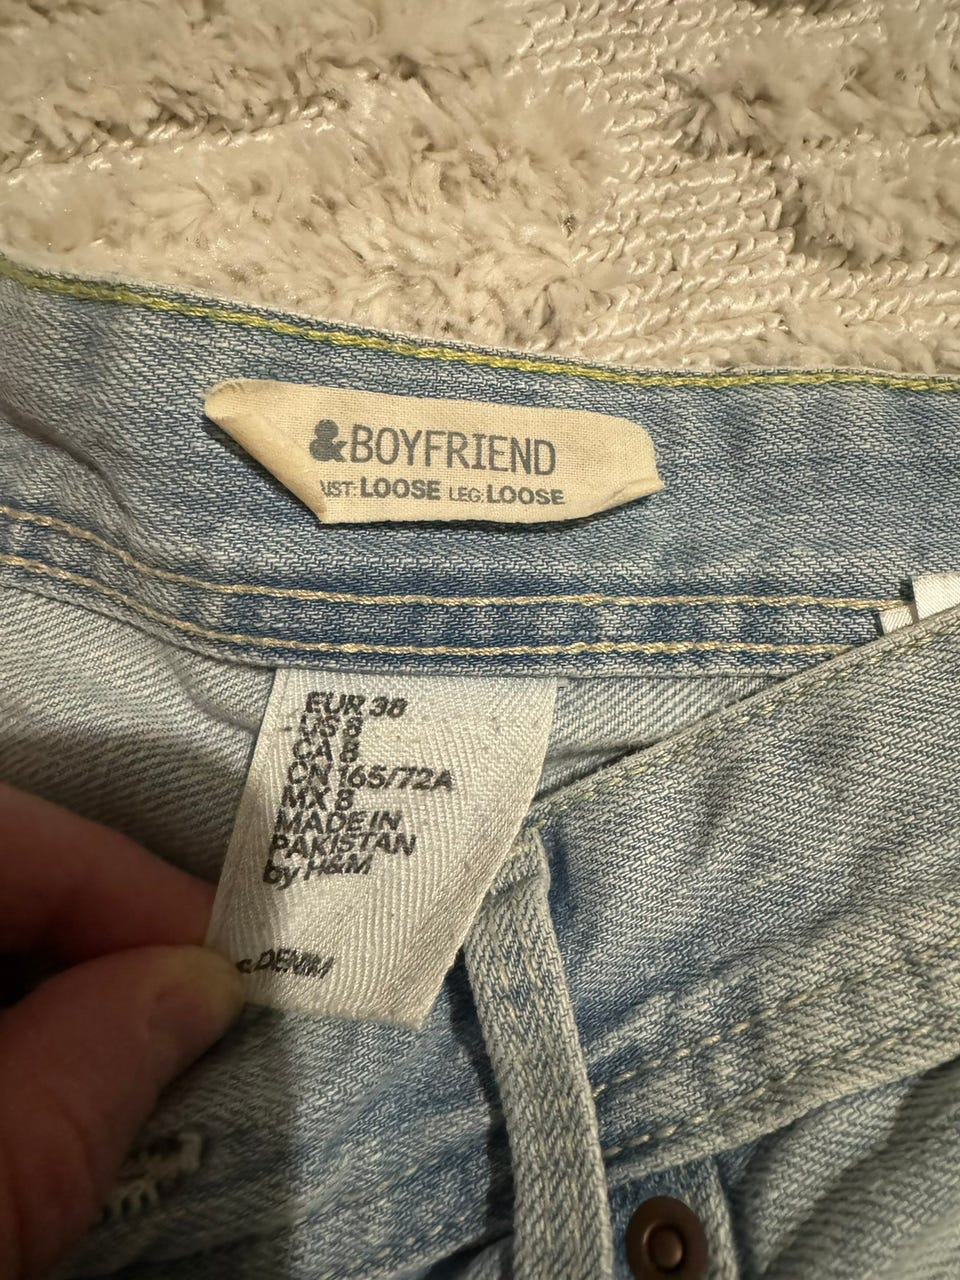 &BOYFRIEND
LOOSE LEG: LOOSE
EUR 38
US 8
CA 8
CN 165/72A
MX 8
MADE IN
PAKISTAN
by H&M
DENIM